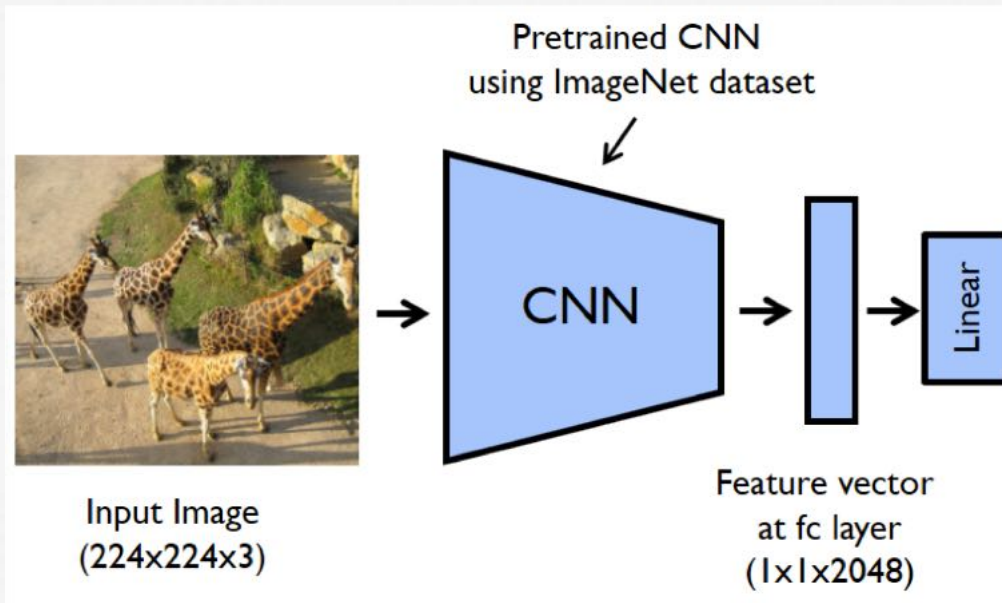 Pretrained CNN
using ImageNet dataset
CNN
Linear
Input Image
(224x224x3)
Feature vector
at fc layer
(1x1x2048)